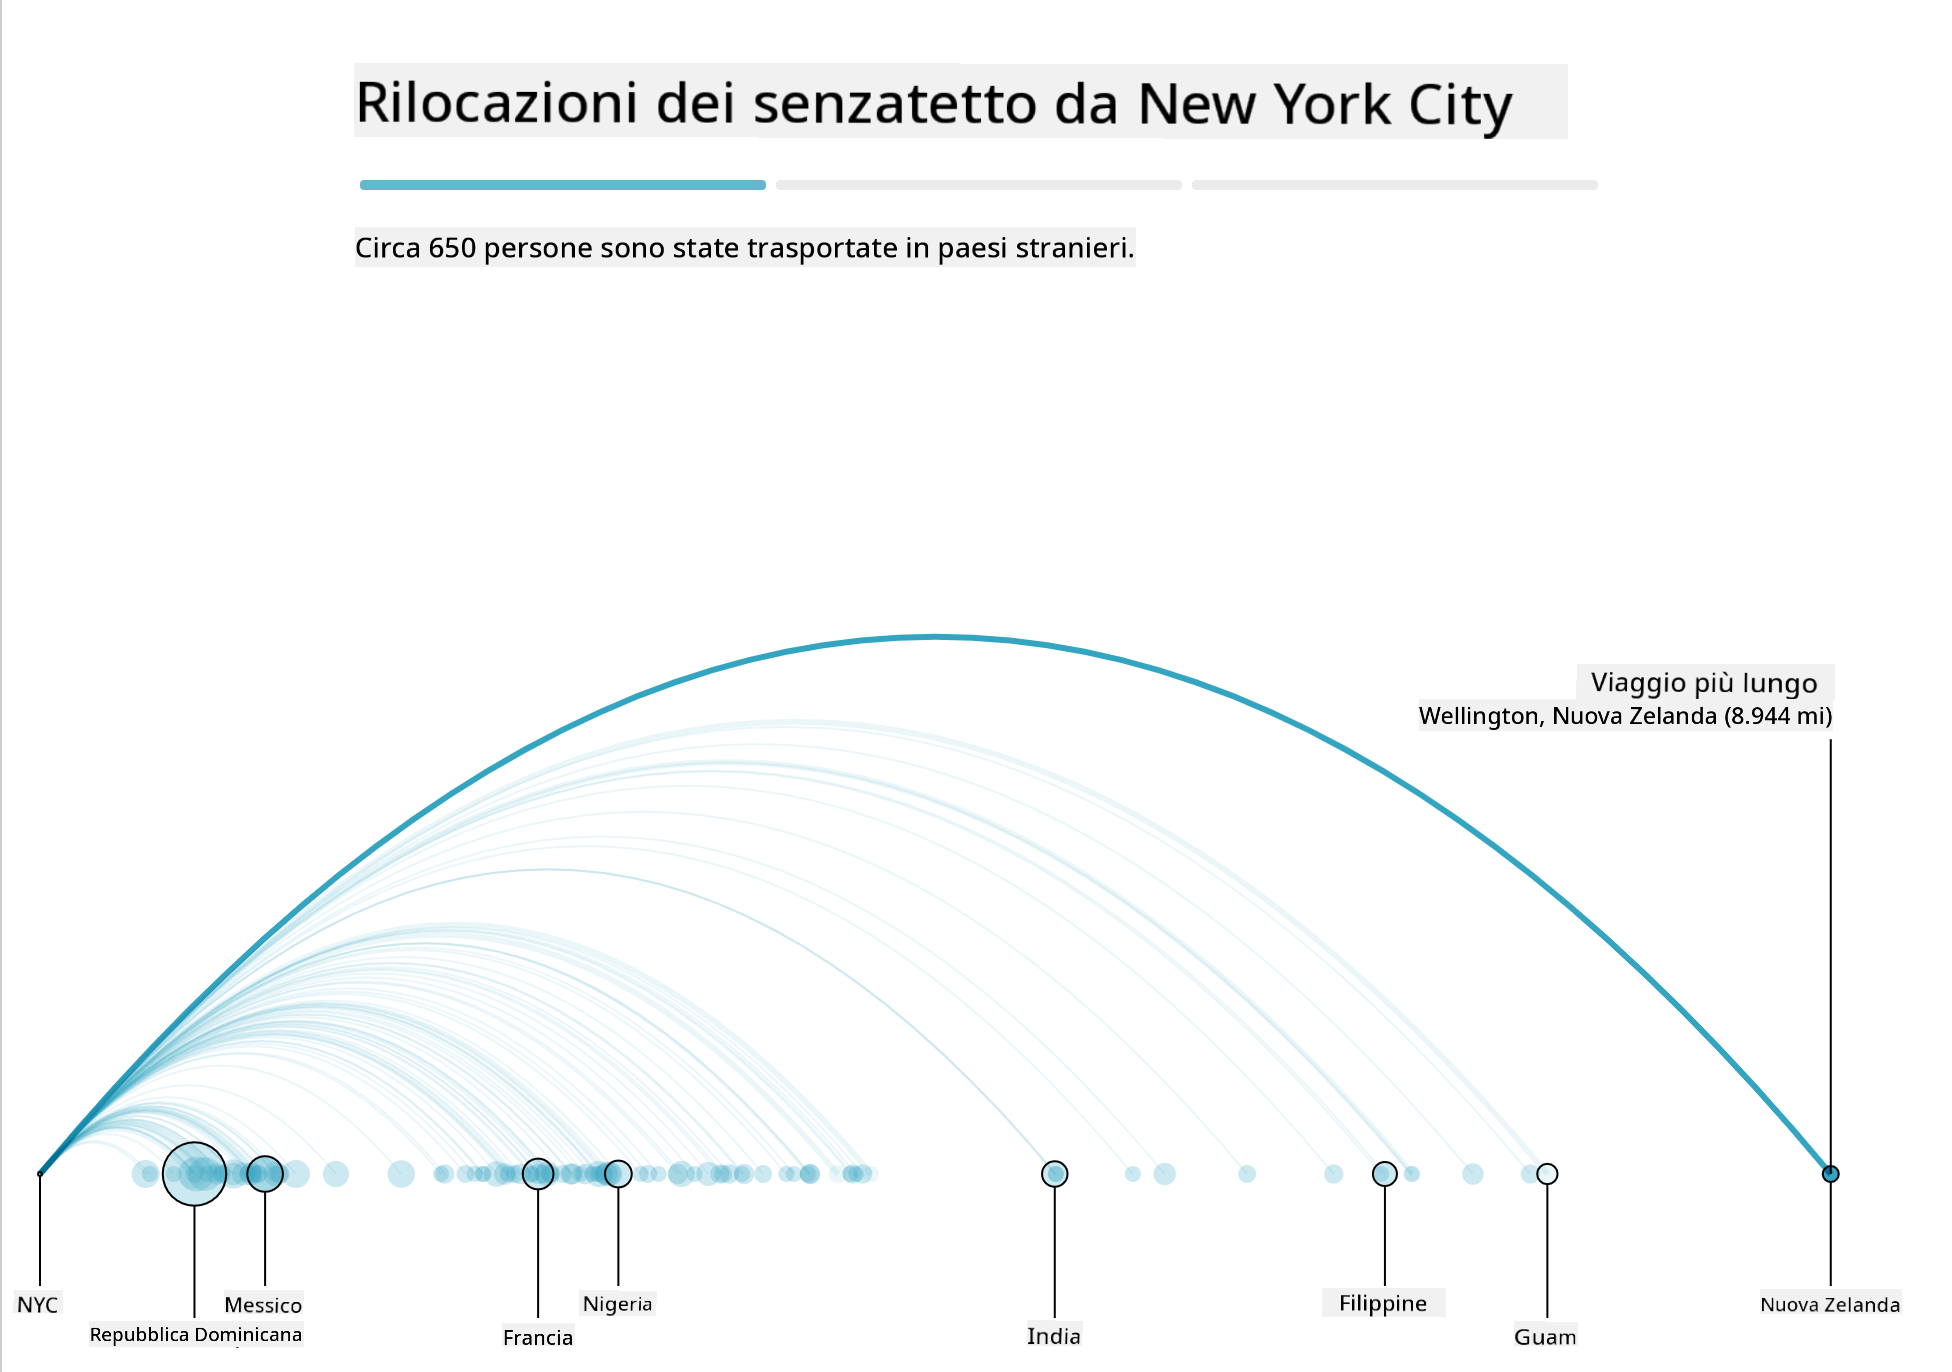 Rilocazioni dei senzatetto da New York City
Circa 650 persone sono state trasportate in paesi stranieri.
Viaggio più lungo
Wellington, Nuova Zelanda (8.944 mi)
NYC
Repubblica Dominicana
Messico
Francia
Nigeria
India
Filippine
Guam
Nuova Zelanda